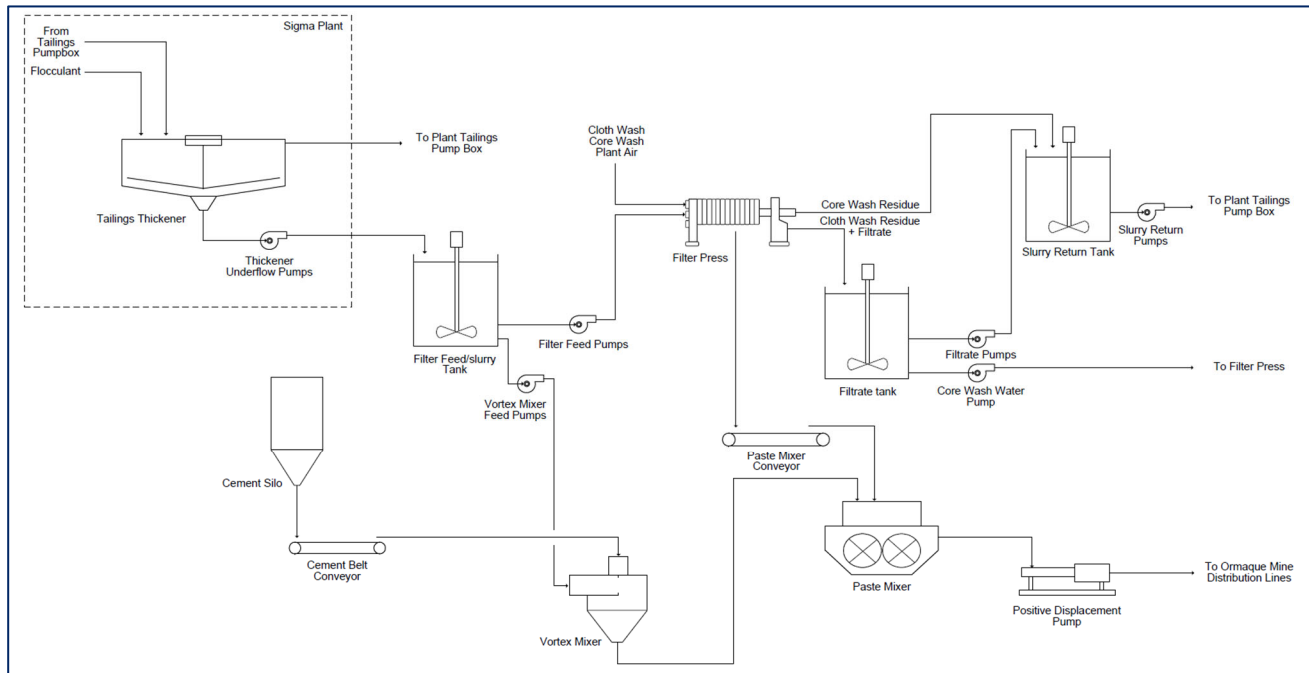 Sigma Plant
From
Tailings
Pumpbox
Flocculant
To Plant Tailings
Pump Box
Tailings Thickener
Thickener
Underflow Pumps
Cloth Wash
Core Wash
Plant Air
Core Wash Residue
Cloth Wash Residue
+ Filtrate
Filter Press
To Plant Tailings
Pump Box
Slurry Return
Pumps
Slurry Return Tank
Filter Feed Pumps
Filter Feed/slurry
Tank
Vortex Mixer
Feed Pumps
Filtrate Pumps
Filtrate tank
Core Wash Water
Pump
To Filter Press
Paste Mixer
Conveyor
Cement Silo
Cement Belt
Conveyor
Vortex Mixer
Paste Mixer
To Ormaque Mine
Distribution Lines
Positive Displacement
Pump